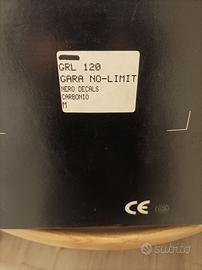 GRL 120
GARA NO-LIMIT
NERO DECALS
CARBONIO
M
CE
subito